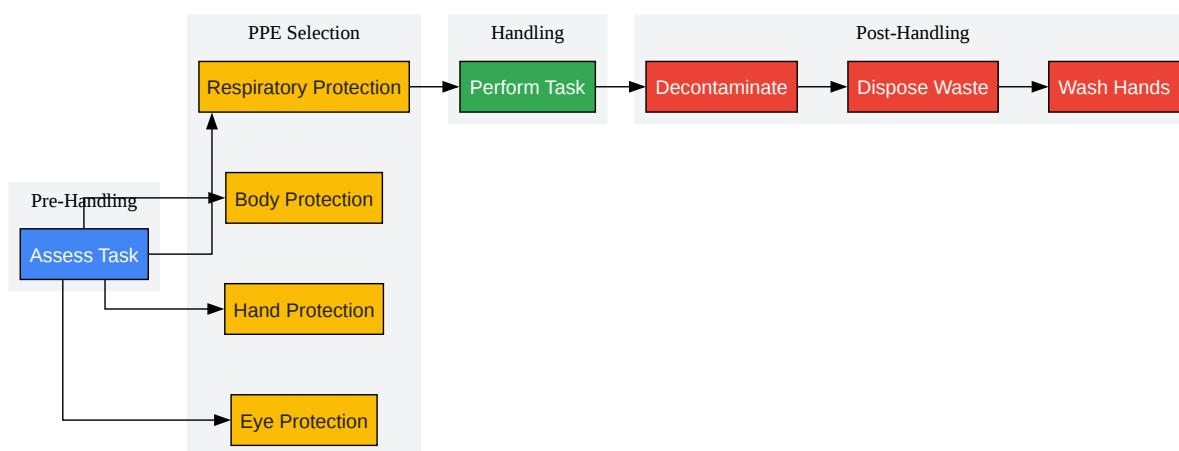 PPE Selection
Handling
Post-Handling
Respiratory Protection
Perform Task
Decontaminate
Dispose Waste
Wash Hands
Pre-Handling
Body Protection
Assess Task
Hand Protection
Eye Protection